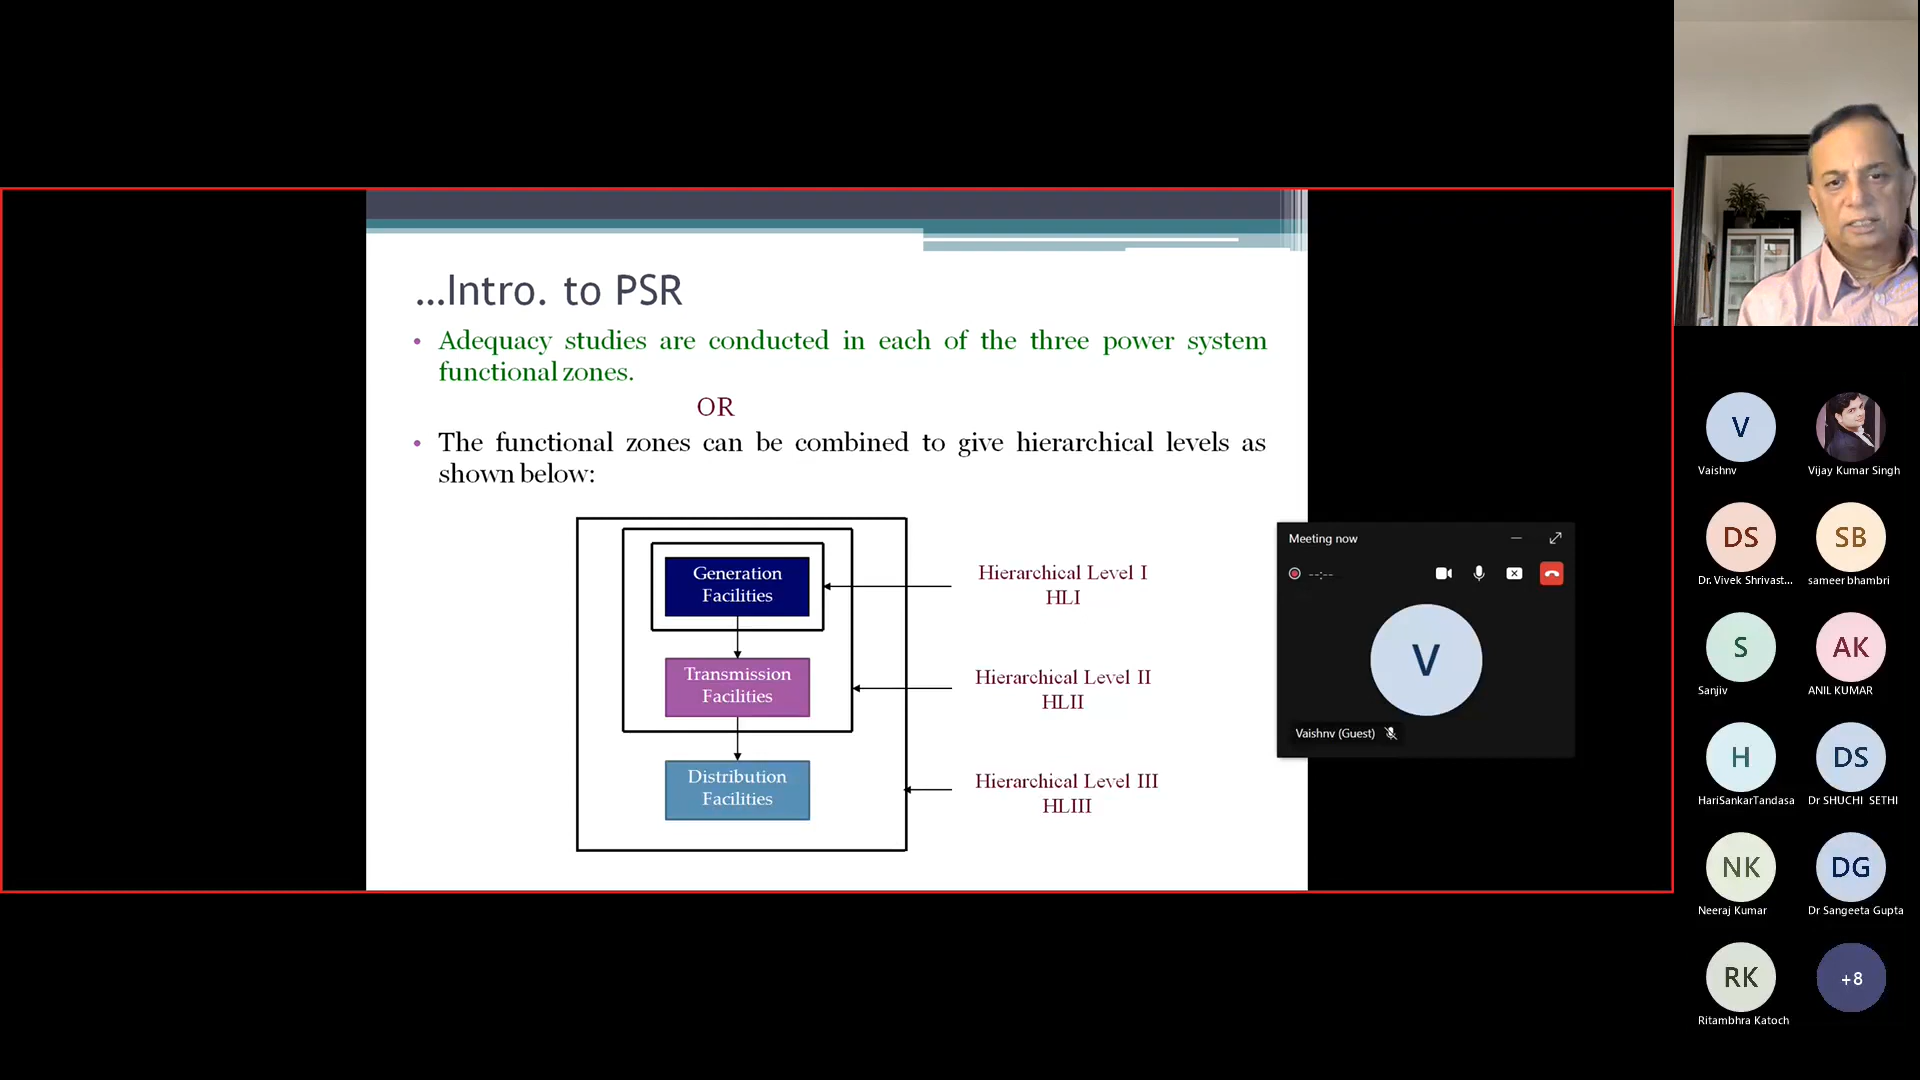 ...Intro. to PSR
• Adequacy studies are conducted in each of the three power system
functional zones.
OR
• The functional zones can be combined to give hierarchical levels as
shown below:
Generation
Facilities
Hierarchical Level I
HLI
Transmission
Facilities
Hierarchical Level II
HLII
Distribution
Facilities
Hierarchical Level III
HLIII
Meeting now
--:--
V
Vaishnv (Guest)
V
Vaishnv
Vijay Kumar Singh
DS
Dr. Vivek Shrivast...
SB
sameer bhambri
S
Sanjiv
AK
ANIL KUMAR
H
HariSankarTandasa
DS
Dr SHUCHI SETHI
NK
Neeraj Kumar
DG
Dr Sangeeta Gupta
RK
Ritambhra Katoch
+8